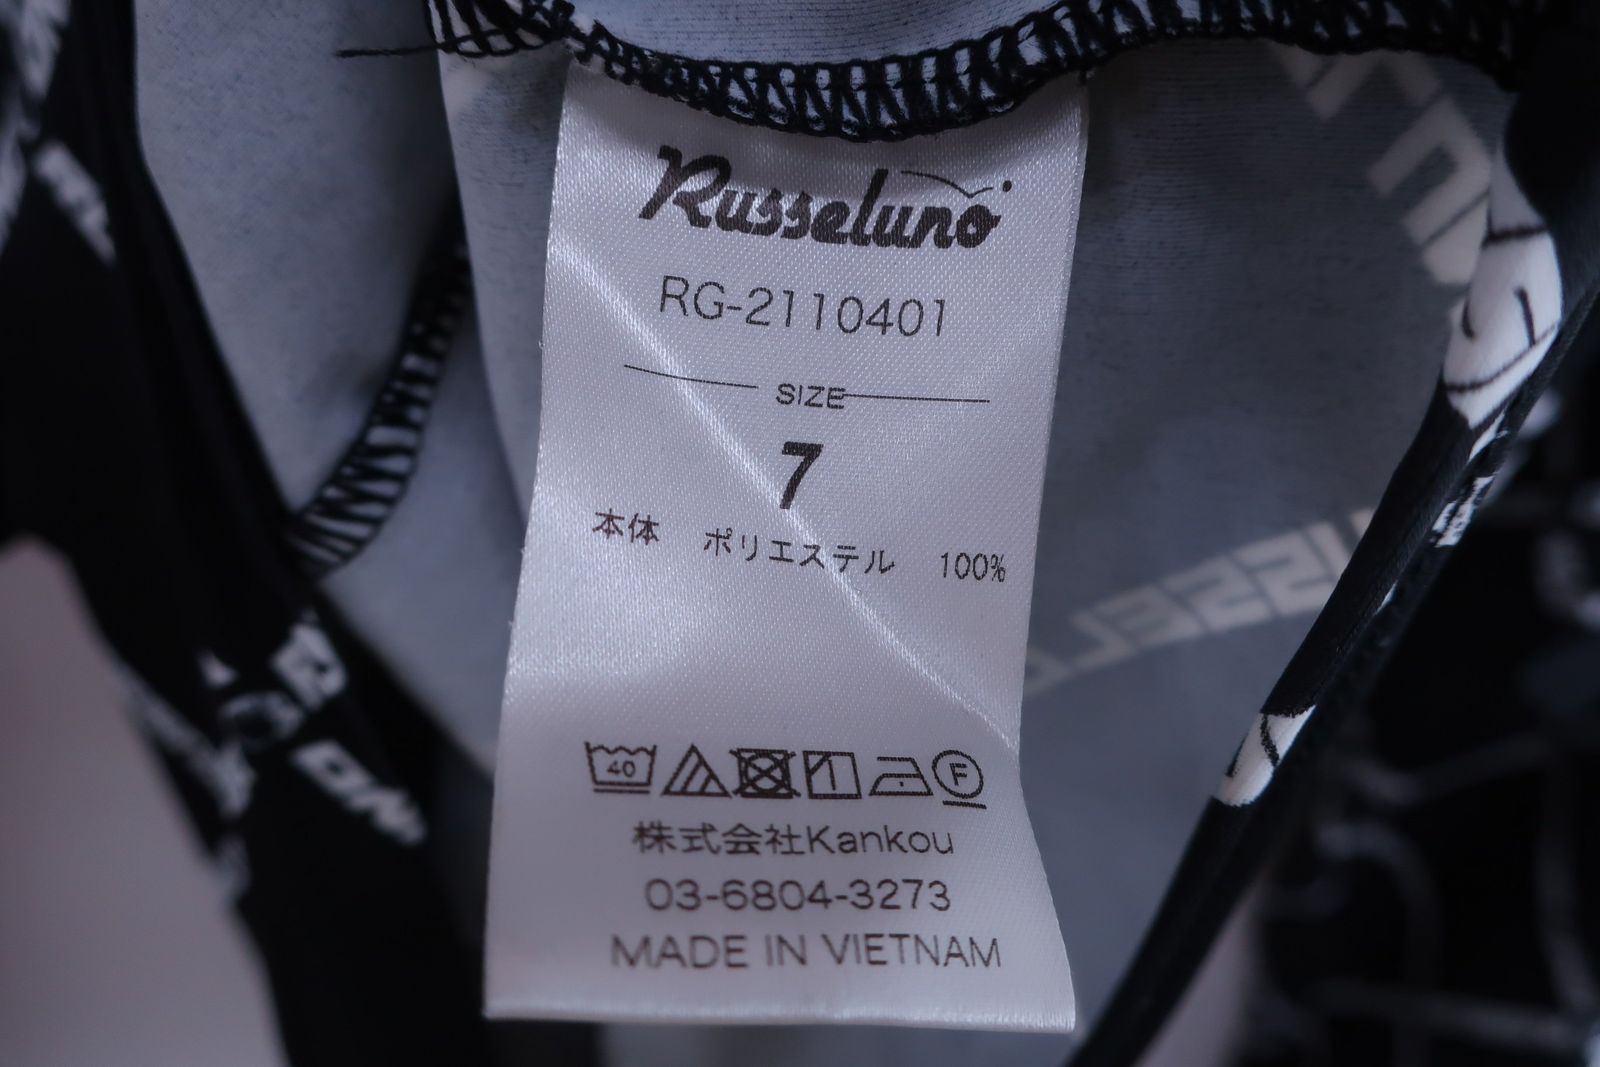 Russeluno
RG-2110401
SIZE
7
本体 ポリエステル 100%
40
F
株式会社Kankou
03-6804-3273
MADE IN VIETNAM